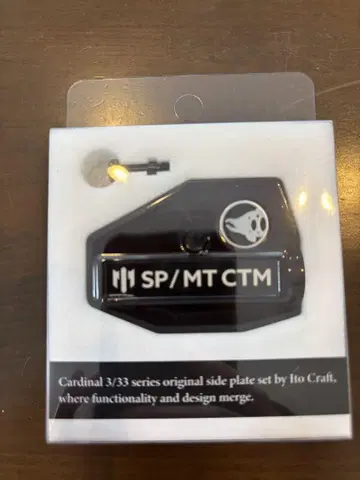 SP/MT CTM
Cardinal 3/33 series original side plate set by Ito Craft,
where functionality and design merge.